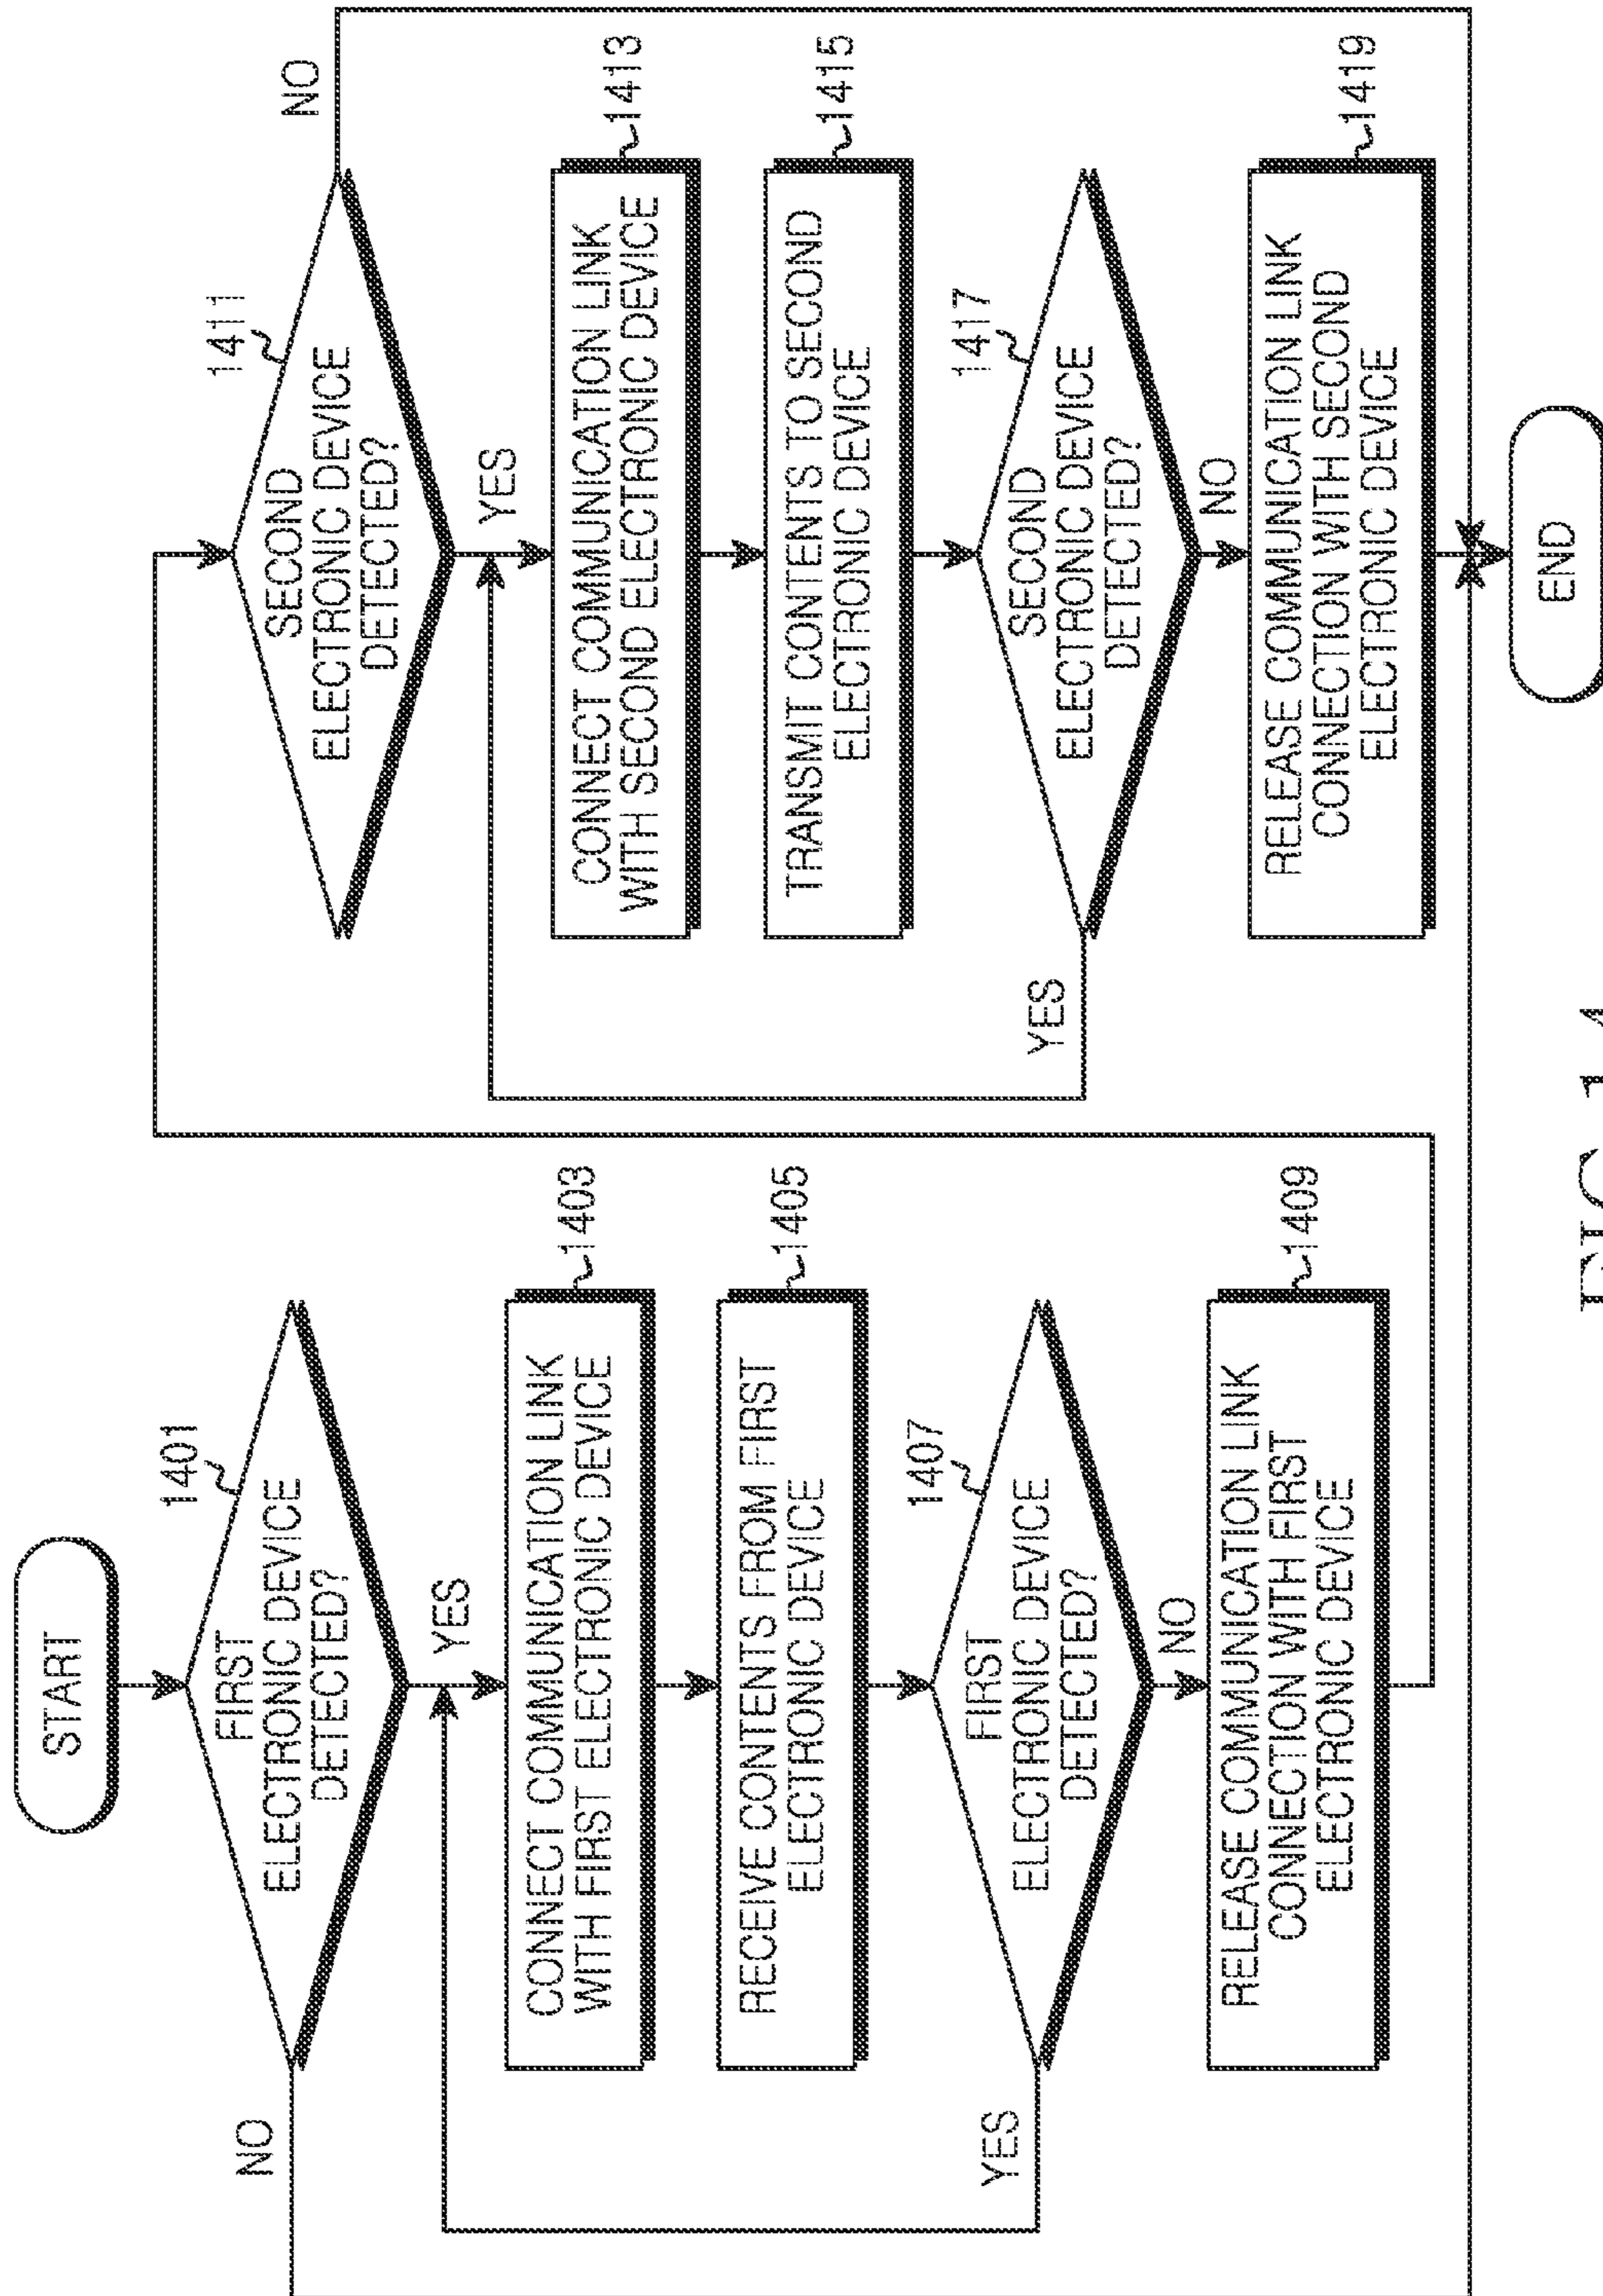 START
1401
FIRST
ELECTRONIC DEVICE
DETECTED?
NO
YES
CONNECT COMMUNICATION LINK
WITH FIRST ELECTRONIC DEVICE
1403
RECEIVE CONTENTS FROM FIRST
ELECTRONIC DEVICE
1405
1407
FIRST
ELECTRONIC DEVICE
DETECTED?
YES
NO
RELEASE COMMUNICATION LINK
CONNECTION WITH FIRST
ELECTRONIC DEVICE
1409
1411
SECOND
ELECTRONIC DEVICE
DETECTED?
NO
YES
CONNECT COMMUNICATION LINK
WITH SECOND ELECTRONIC DEVICE
1413
TRANSMIT CONTENTS TO SECOND
ELECTRONIC DEVICE
1415
1417
SECOND
ELECTRONIC DEVICE
DETECTED?
YES
NO
RELEASE COMMUNICATION LINK
CONNECTION WITH SECOND
ELECTRONIC DEVICE
1419
END